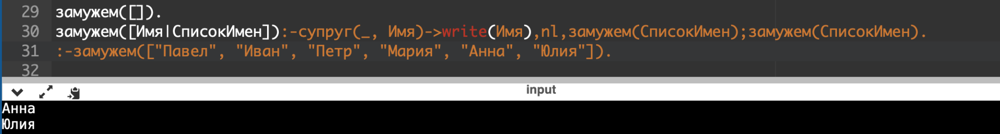 29 замужем([]).
30 замужем([Имя|СписокИмен]):-супруг(_, Имя)->write(Имя),nl,замужем(СписокИмен);замужем(СписокИмен).
31 :-замужем(["Павел", "Иван", "Петр", "Мария", "Анна", "Юлия"]).
32
input
Анна
Юлия